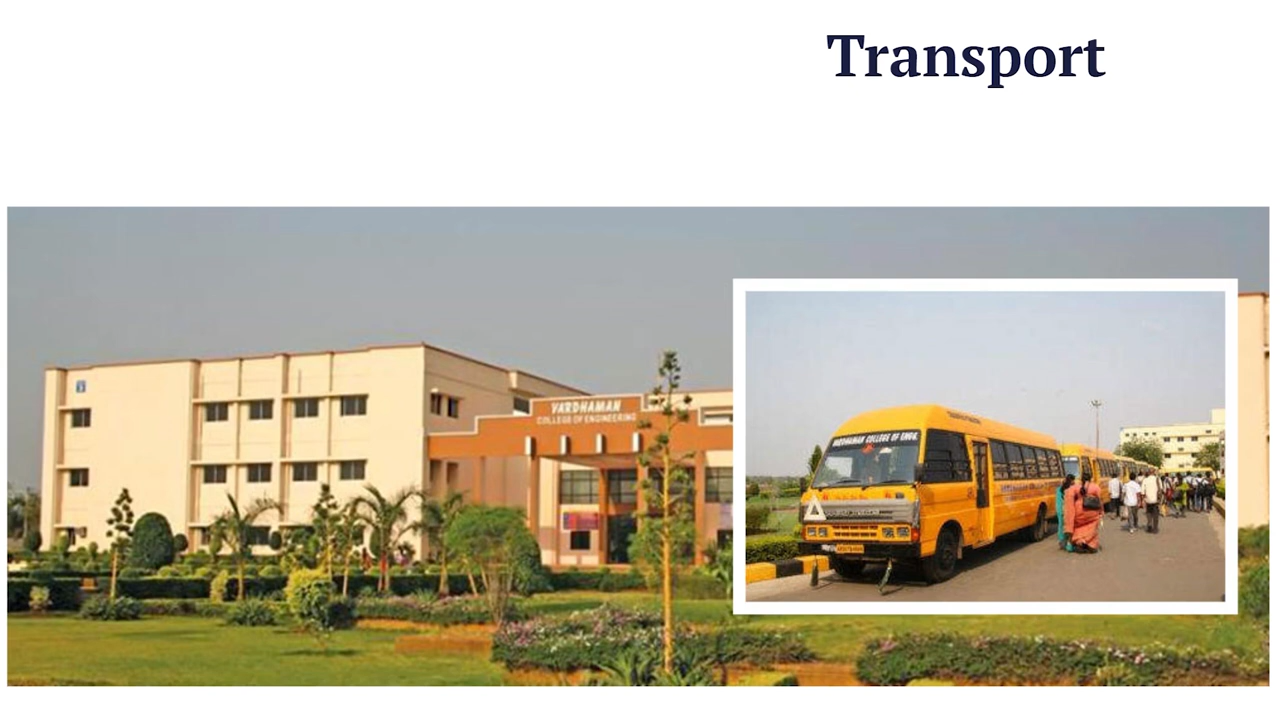 Transport
VARDHAMAN
COLLEGE OF ENGINEERING
VARDHAMAN COLLEGE OF ENGG.